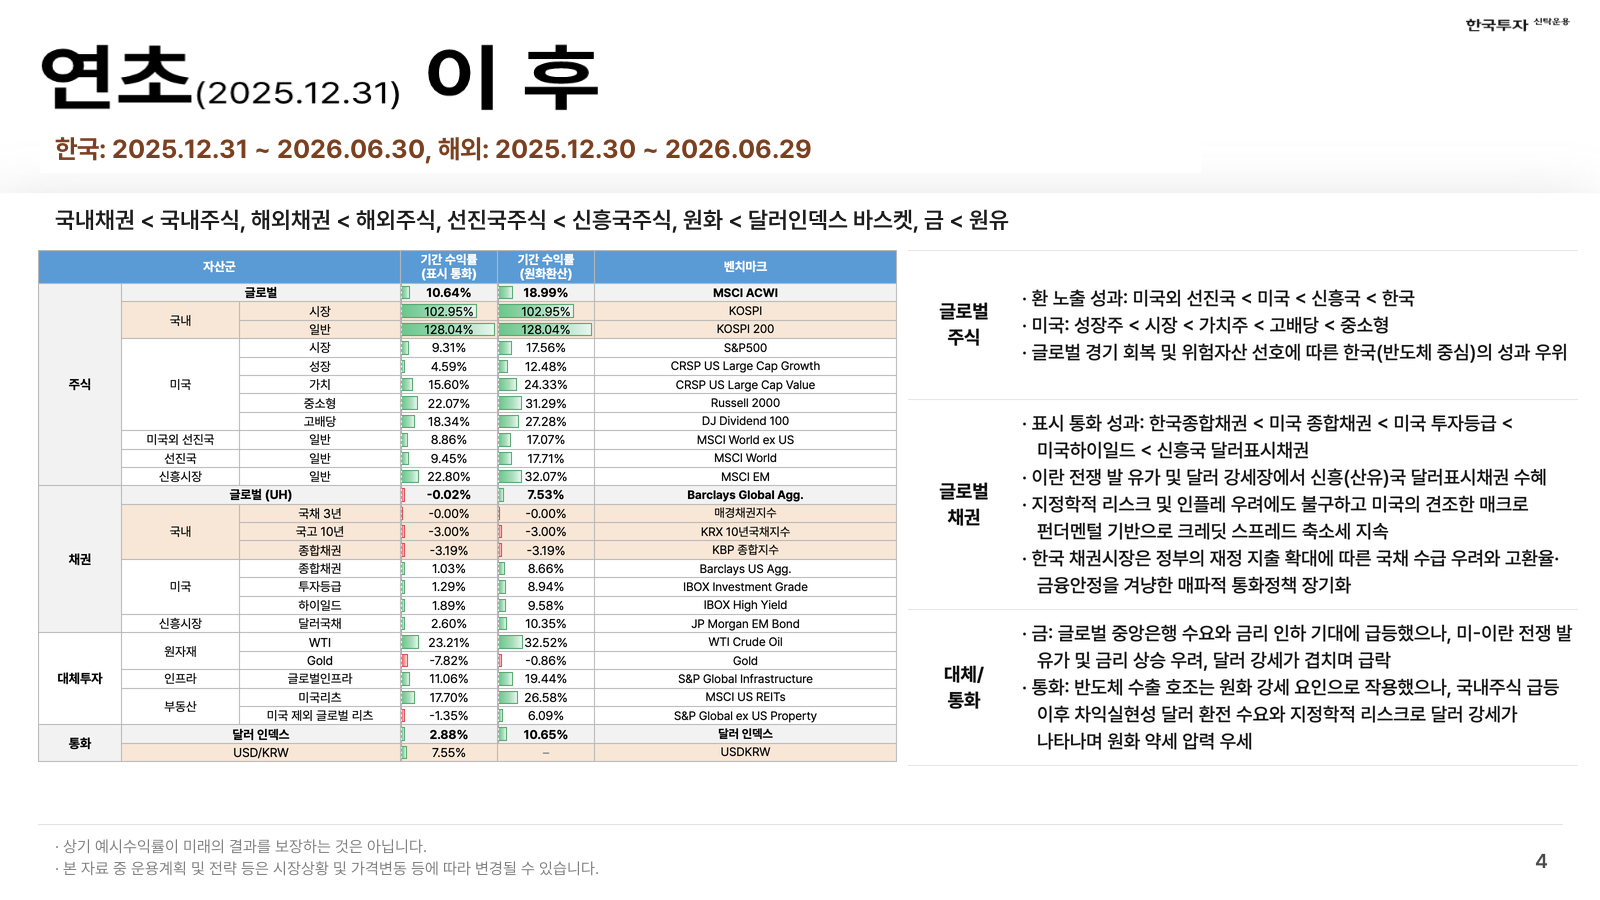 한국투자 신탁운용
연초(2025.12.31) 이 후
한국: 2025.12.31 ~ 2026.06.30, 해외: 2025.12.30 ~ 2026.06.29
국내채권 < 국내주식, 해외채권 < 해외주식, 선진국주식 < 신흥국주식, 원화 < 달러인덱스 바스켓, 금 < 원유
자산군 기간 수익률 (표시 통화) 기간 수익률 (원화환산) 벤치마크
주식
글로벌 10.64% 18.99% MSCI ACWI
국내 시장 102.95% 102.95% KOSPI
일반 128.04% 128.04% KOSPI 200
미국 시장 9.31% 17.56% S&P500
성장 4.59% 12.48% CRSP US Large Cap Growth
가치 15.60% 24.33% CRSP US Large Cap Value
중소형 22.07% 31.29% Russell 2000
고배당 18.34% 27.28% DJ Dividend 100
미국외 선진국 일반 8.86% 17.07% MSCI World ex US
선진국 일반 9.45% 17.71% MSCI World
신흥시장 일반 22.80% 32.07% MSCI EM
채권
글로벌 (UH) -0.02% 7.53% Barclays Global Agg.
국내 국채 3년 -0.00% -0.00% 매경채권지수
국고 10년 -3.00% -3.00% KRX 10년국채지수
종합채권 -3.19% -3.19% KBP 종합지수
미국 종합채권 1.03% 8.66% Barclays US Agg.
투자등급 1.29% 8.94% IBOX Investment Grade
하이일드 1.89% 9.58% IBOX High Yield
신흥시장 달러국채 2.60% 10.35% JP Morgan EM Bond
대체투자
원자재 WTI 23.21% 32.52% WTI Crude Oil
Gold -7.82% -0.86% Gold
인프라 글로벌인프라 11.06% 19.44% S&P Global Infrastructure
부동산 미국리츠 17.70% 26.58% MSCI US REITs
미국 제외 글로벌 리츠 -1.35% 6.09% S&P Global ex US Property
통화
달러 인덱스 2.88% 10.65% 달러 인덱스
USD/KRW 7.55% – USDKRW
글로벌
주식
· 환 노출 성과: 미국외 선진국 < 미국 < 신흥국 < 한국
· 미국: 성장주 < 시장 < 가치주 < 고배당 < 중소형
· 글로벌 경기 회복 및 위험자산 선호에 따른 한국(반도체 중심)의 성과 우위
글로벌
채권
· 표시 통화 성과: 한국종합채권 < 미국 종합채권 < 미국 투자등급 <
미국하이일드 < 신흥국 달러표시채권
· 이란 전쟁 발 유가 및 달러 강세장에서 신흥(산유)국 달러표시채권 수혜
· 지정학적 리스크 및 인플레 우려에도 불구하고 미국의 견조한 매크로
펀더멘털 기반으로 크레딧 스프레드 축소세 지속
· 한국 채권시장은 정부의 재정 지출 확대에 따른 국채 수급 우려와 고환율·
금융안정을 겨냥한 매파적 통화정책 장기화
대체/
통화
· 금: 글로벌 중앙은행 수요와 금리 인하 기대에 급등했으나, 미-이란 전쟁 발
유가 및 금리 상승 우려, 달러 강세가 겹치며 급락
· 통화: 반도체 수출 호조는 원화 강세 요인으로 작용했으나, 국내주식 급등
이후 차익실현성 달러 환전 수요와 지정학적 리스크로 달러 강세가
나타나며 원화 약세 압력 우세
· 상기 예시수익률이 미래의 결과를 보장하는 것은 아닙니다.
· 본 자료 중 운용계획 및 전략 등은 시장상황 및 가격변동 등에 따라 변경될 수 있습니다.
4